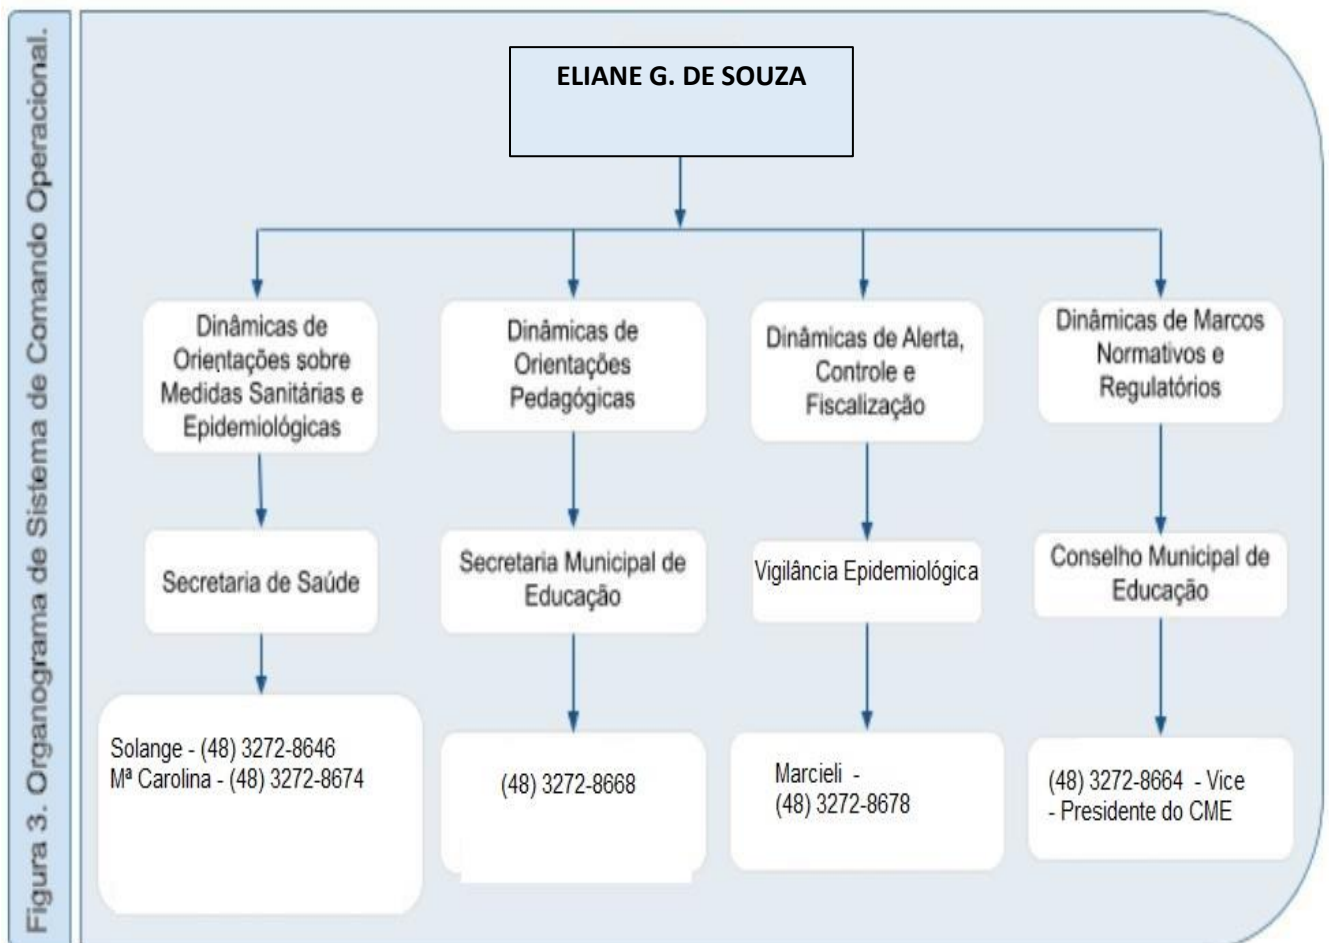 Figura 3. Organograma de Sistema de Comando Operacional.
ELIANE G. DE SOUZA
Dinâmicas de
Orientações sobre
Medidas Sanitárias e
Epidemiológicas
Dinâmicas de
Orientações
Pedagógicas
Dinâmicas de Alerta,
Controle e
Fiscalização
Dinâmicas de Marcos
Normativos e
Regulatórios
Secretaria de Saúde
Secretaria Municipal de
Educação
Vigilância Epidemiológica
Conselho Municipal de
Educação
Solange - (48) 3272-8646
Mª Carolina - (48) 3272-8674
(48) 3272-8668
Marcieli -
(48) 3272-8678
(48) 3272-8664 - Vice
- Presidente do CME